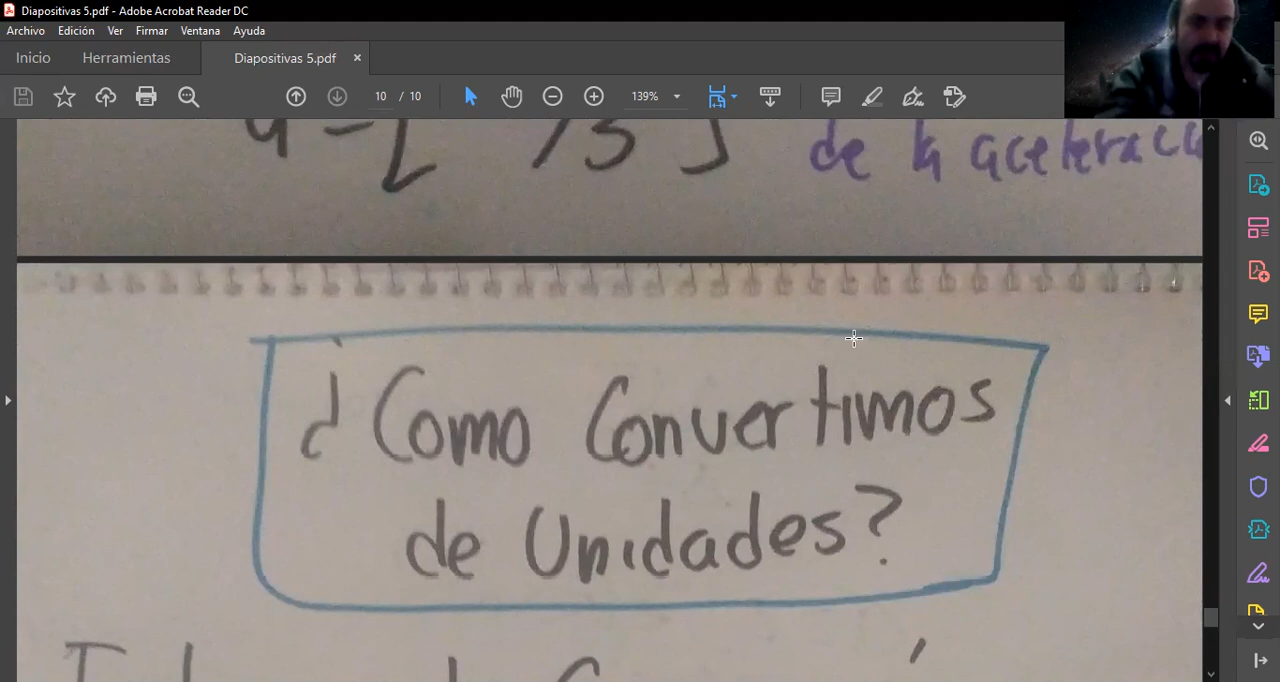 Diapositivas 5.pdf - Adobe Acrobat Reader DC
Archivo Edición Ver Firmar Ventana Ayuda
Inicio Herramientas Diapositivas 5.pdf ×
10 / 10 139%
de la
¿Como Convertimos
de Unidades?